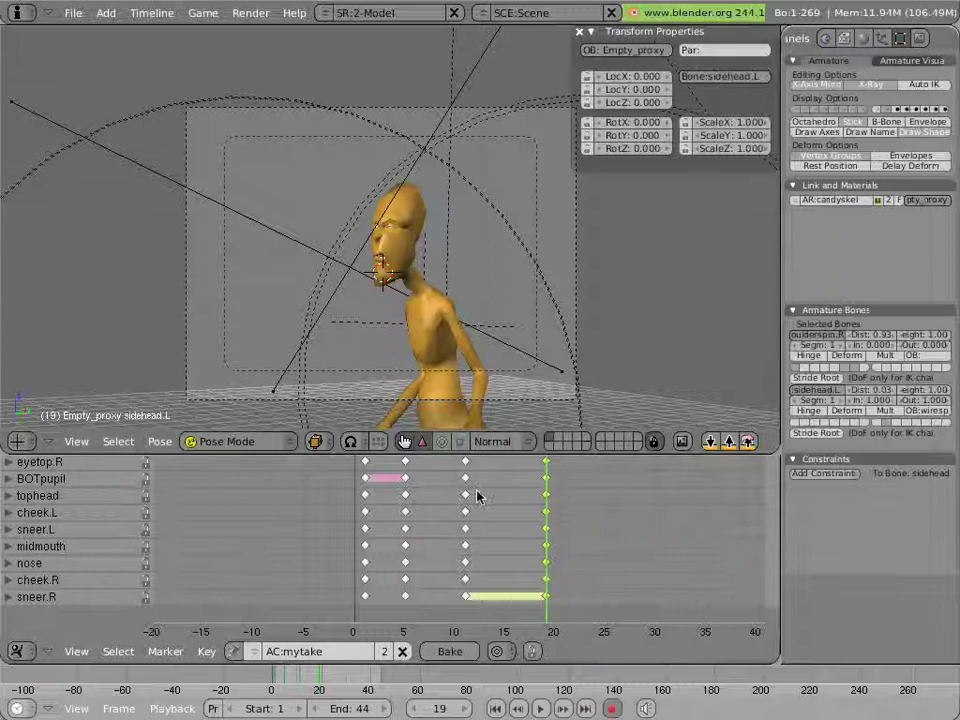 File Add Timeline Game Render Help SR:2-Model SCE:Scene www.blender.org 244.1 Bo:1-269 | Mem:11.94M (106.49M)
Transform Properties
OB: Empty_proxy Par:
LocX: 0.000 Bone:sidehead.L
LocY: 0.000
LocZ: 0.000
RotX: 0.000 ScaleX: 1.000
RotY: 0.000 ScaleY: 1.000
RotZ: 0.000 ScaleZ: 1.000
anels
Armature Armature Visua
Editing Options
X-Axis Mirro X-Ray Auto IK
Display Options
Octahedro Stick B-Bone Envelope
Draw Axes Draw Name Draw Shape
Deform Options
Vertex Groups Envelopes
Rest Position Delay Deform
Link and Materials
AR:candyskel 2 F pty_proxy
Armature Bones
Selected Bones
oulderspin.R Dist: 0.93 eight: 1.00
Segm: 1 In: 0.000 Out: 0.000
Hinge Deform Mult OB:
Stride Root (DoF only for IK chai
sidehead.L Dist: 0.03 eight: 1.00
Segm: 1 In: 1.000 Out: 1.000
Hinge Deform Mult OB:wiresp
Stride Root (DoF only for IK chai
Constraints
Add Constraint To Bone: sidehead
(19) Empty_proxy sidehead.L
View Select Pose Pose Mode Normal
eyetop.R
BOTpupil
tophead
cheek.L
sneer.L
midmouth
nose
cheek.R
sneer.R
-20 -15 -10 -5 0 5 10 15 20 25 30 35 40
View Select Marker Key AC:mytake 2 Bake
-100 -80 -60 -40 -20 0 20 40 60 80 100 120 140 160 180 200 220 240 260
View Frame Playback Pr Start: 1 End: 44 19